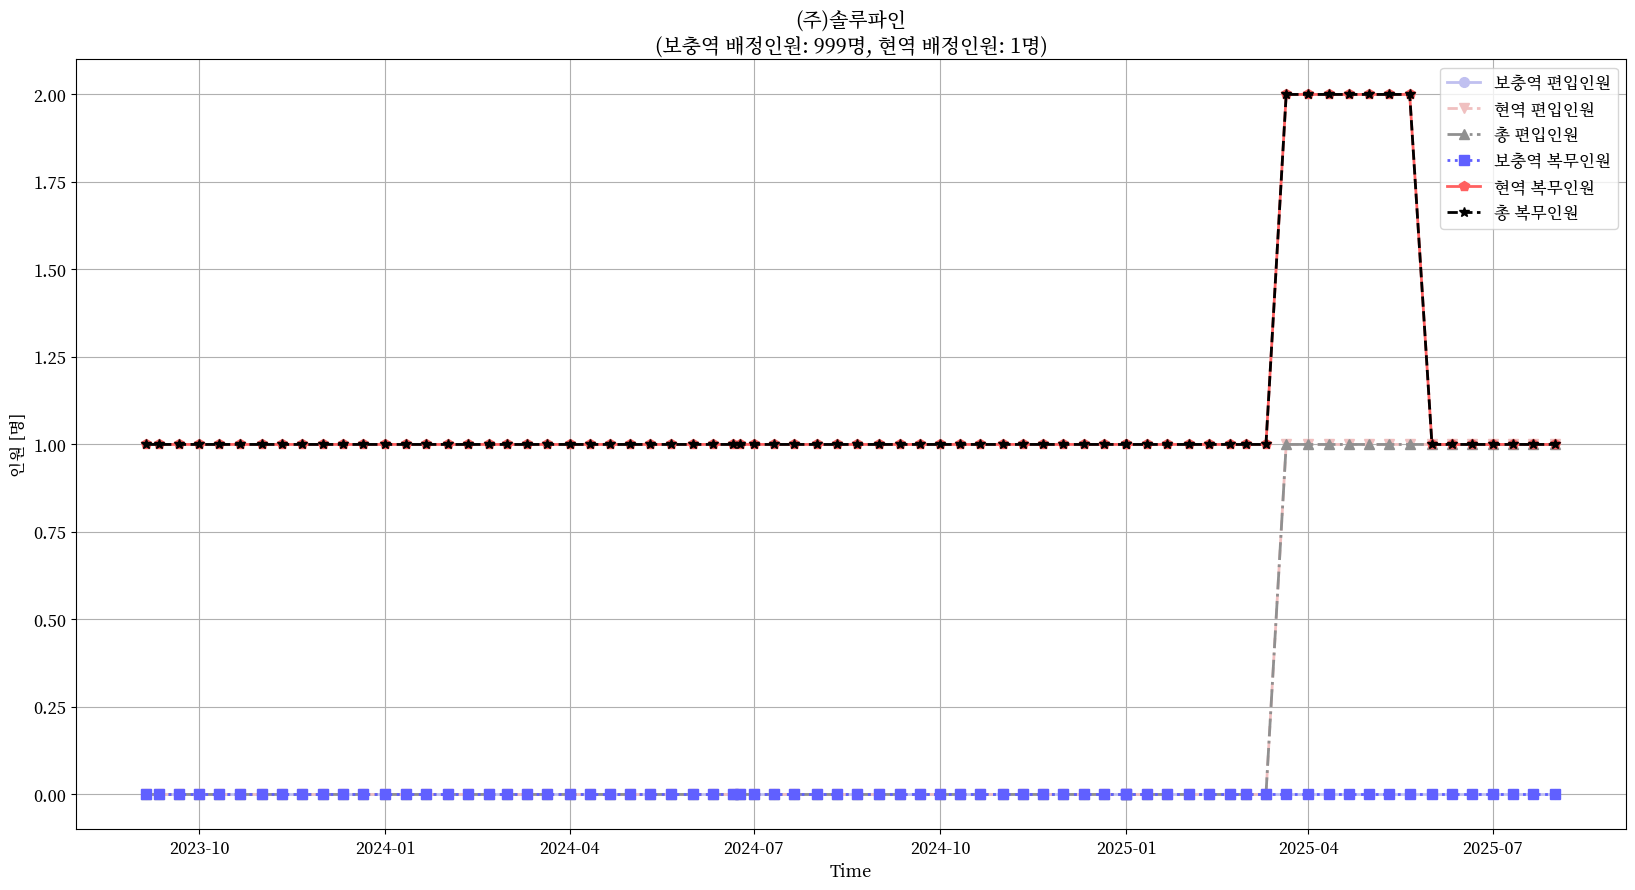 (주)솔루파인
(보충역 배정인원: 999명, 현역 배정인원: 1명)
보충역 편입인원
현역 편입인원
총 편입인원
보충역 복무인원
현역 복무인원
총 복무인원
인원 [명]
2.00
1.75
1.50
1.25
1.00
0.75
0.50
0.25
0.00
2023-10 2024-01 2024-04 2024-07 2024-10 2025-01 2025-04 2025-07
Time